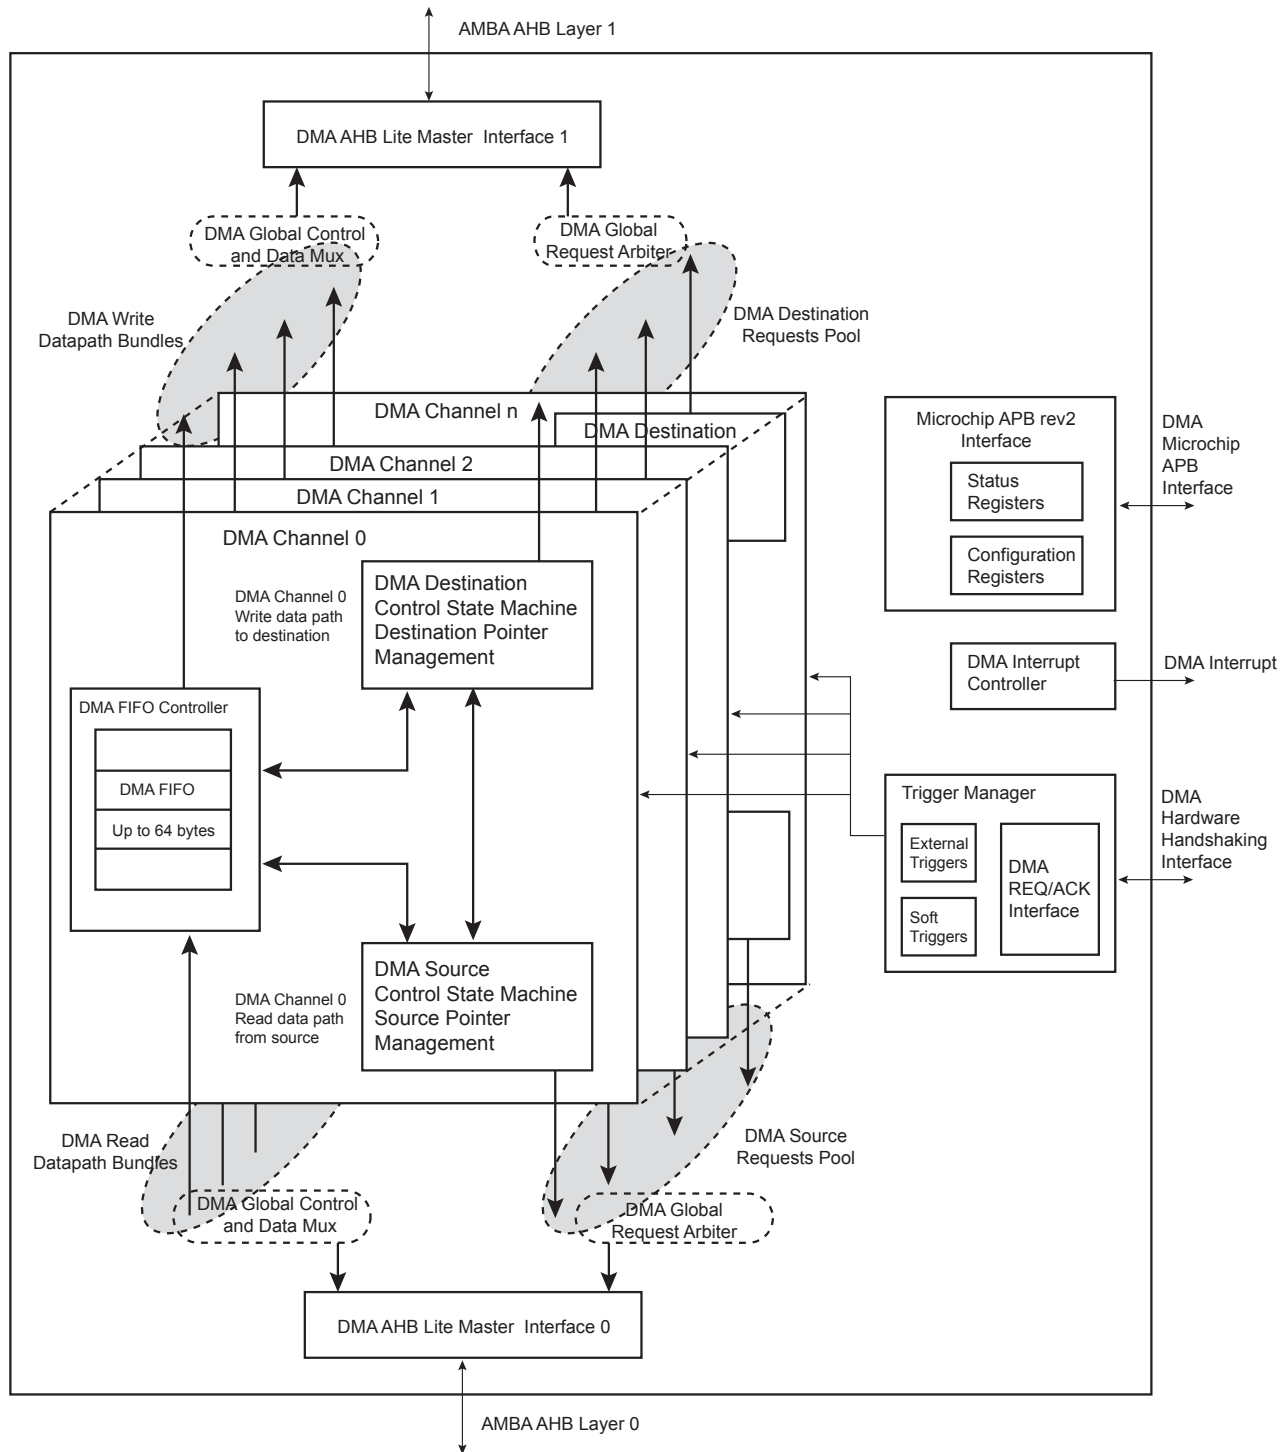 AMBA AHB Layer 1
DMA AHB Lite Master Interface 1
DMA Global Control
and Data Mux
DMA Global
Request Arbiter
DMA Write
Datapath Bundles
DMA Destination
Requests Pool
DMA Channel n
DMA Destination
DMA Channel 2
DMA Channel 1
DMA Channel 0
DMA Channel 0
Write data path
to destination
DMA Destination
Control State Machine
Destination Pointer
Management
DMA FIFO Controller
DMA FIFO
Up to 64 bytes
DMA Channel 0
Read data path
from source
DMA Source
Control State Machine
Source Pointer
Management
Microchip APB rev2
Interface
Status
Registers
Configuration
Registers
DMA
Microchip
APB
Interface
DMA Interrupt
Controller
DMA Interrupt
Trigger Manager
External
Triggers
Soft
Triggers
DMA
REQ/ACK
Interface
DMA
Hardware
Handshaking
Interface
DMA Read
Datapath Bundles
DMA Source
Requests Pool
DMA Global Control
and Data Mux
DMA Global
Request Arbiter
DMA AHB Lite Master Interface 0
AMBA AHB Layer 0